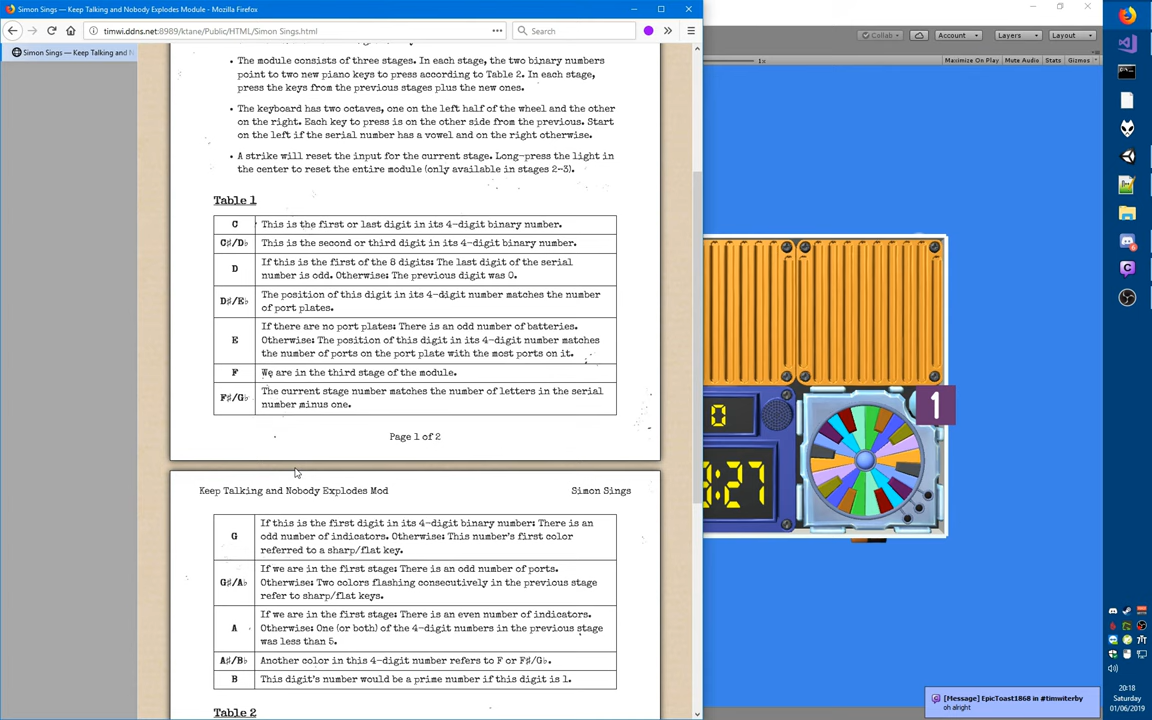 Simon Sings — Keep Talking and Nobody Explodes Module - Mozilla Firefox
timwi.ddns.net:8989/ktane/Public/HTML/Simon Sings.html
Search
Simon Sings — Keep Talking and N
Collab
Account
Layers
Layout
1x
Maximize On Play
Mute Audio
Stats
Gizmos
• The module consists of three stages. In each stage, the two binary numbers
point to two new piano keys to press according to Table 2. In each stage,
press the keys from the previous stages plus the new ones.
• The keyboard has two octaves, one on the left half of the wheel and the other
on the right. Each key to press is on the other side from the previous. Start
on the left if the serial number has a vowel and on the right otherwise.
• A strike will reset the input for the current stage. Long-press the light in
the center to reset the entire module (only available in stages 2–3).
Table 1
C This is the first or last digit in its 4-digit binary number.
C♯/D♭ This is the second or third digit in its 4-digit binary number.
D If this is the first of the 8 digits: The last digit of the serial
number is odd. Otherwise: The previous digit was 0.
D♯/E♭ The position of this digit in its 4-digit number matches the number
of port plates.
E If there are no port plates: There is an odd number of batteries.
Otherwise: The position of this digit in its 4-digit number matches
the number of ports on the port plate with the most ports on it.
F We are in the third stage of the module.
F♯/G♭ The current stage number matches the number of letters in the serial
number minus one.
Page 1 of 2
Keep Talking and Nobody Explodes Mod
Simon Sings
G If this is the first digit in its 4-digit binary number: There is an
odd number of indicators. Otherwise: This number's first color
referred to a sharp/flat key.
G♯/A♭ If we are in the first stage: There is an odd number of ports.
Otherwise: Two colors flashing consecutively in the previous stage
refer to sharp/flat keys.
A If we are in the first stage: There is an even number of indicators.
Otherwise: One (or both) of the 4-digit numbers in the previous stage
was less than 5.
A♯/B♭ Another color in this 4-digit number refers to F or F♯/G♭.
B This digit's number would be a prime number if this digit is 1.
Table 2
0
:27
1
[Message] EpicToast1868 in #timwiterby
oh alright
20:18
Saturday
01/06/2019